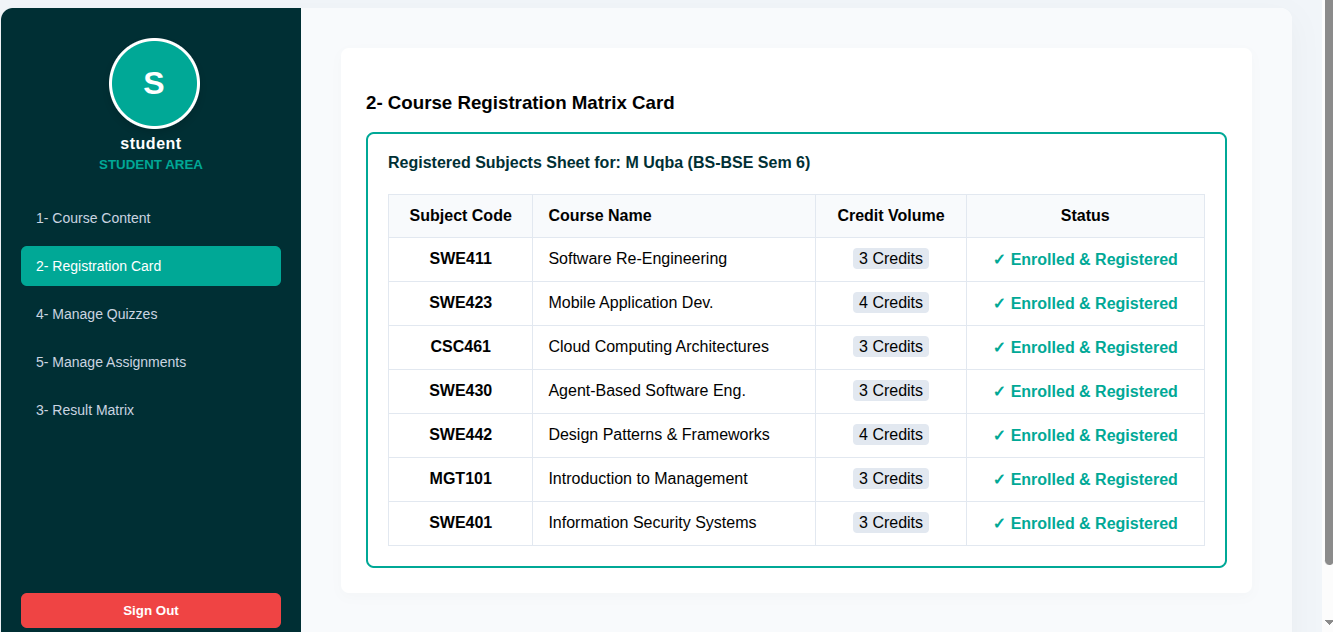 S
student
STUDENT AREA
1- Course Content
2- Registration Card
4- Manage Quizzes
5- Manage Assignments
3- Result Matrix
Sign Out
2- Course Registration Matrix Card
Registered Subjects Sheet for: M Uqba (BS-BSE Sem 6)
Subject Code Course Name Credit Volume Status
SWE411 Software Re-Engineering 3 Credits ✓ Enrolled & Registered
SWE423 Mobile Application Dev. 4 Credits ✓ Enrolled & Registered
CSC461 Cloud Computing Architectures 3 Credits ✓ Enrolled & Registered
SWE430 Agent-Based Software Eng. 3 Credits ✓ Enrolled & Registered
SWE442 Design Patterns & Frameworks 4 Credits ✓ Enrolled & Registered
MGT101 Introduction to Management 3 Credits ✓ Enrolled & Registered
SWE401 Information Security Systems 3 Credits ✓ Enrolled & Registered